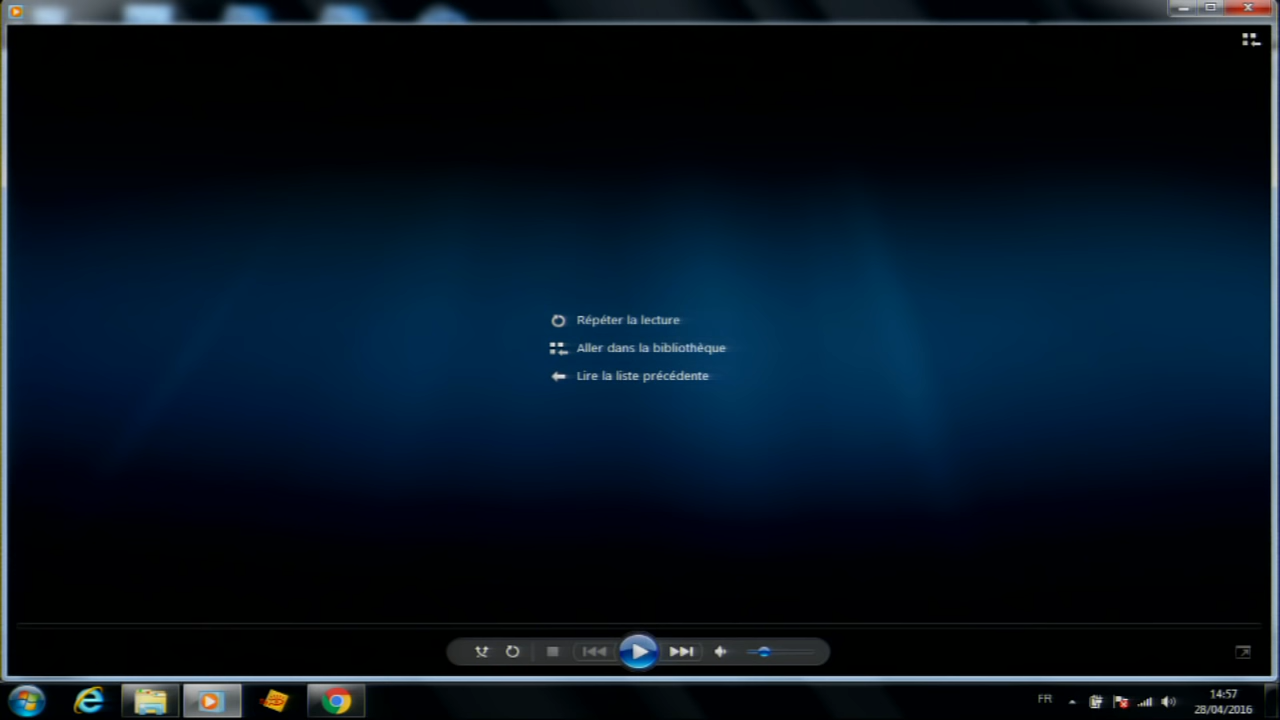 Répéter la lecture
Aller dans la bibliothèque
Lire la liste précédente
FR
14:57
28/04/2016